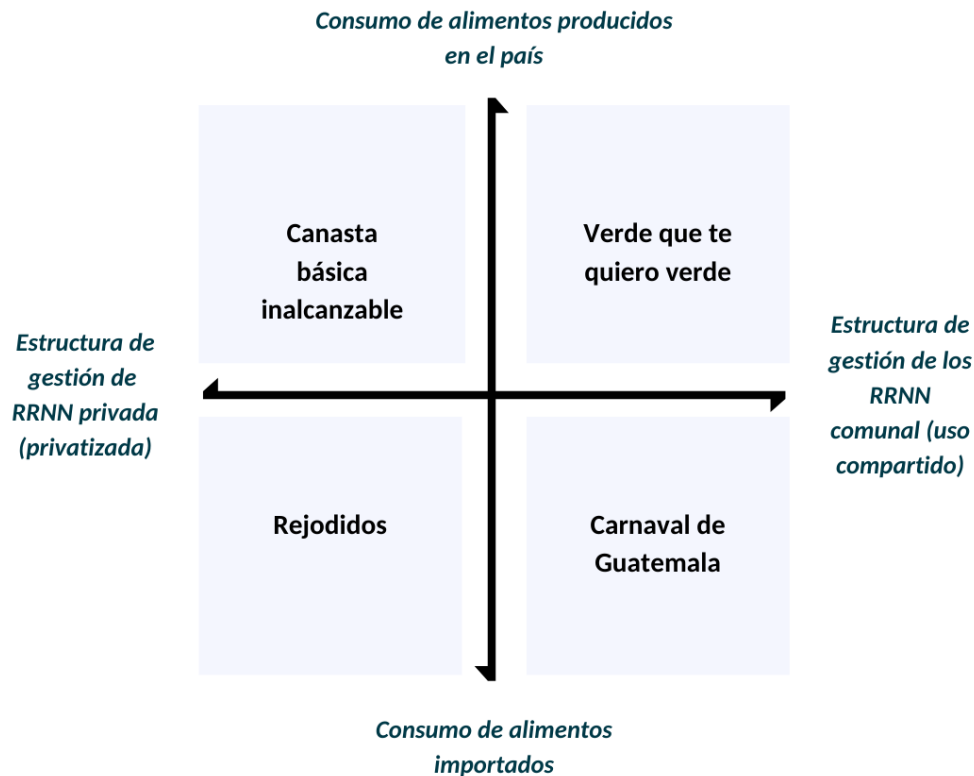 Consumo de alimentos producidos
en el país
Canasta
básica
inalcanzable
Verde que te
quiero verde
Estructura de
gestión de
RRNN privada
(privatizada)
Estructura de
gestión de los
RRNN
comunal (uso
compartido)
Rejodidos
Carnaval de
Guatemala
Consumo de alimentos
importados